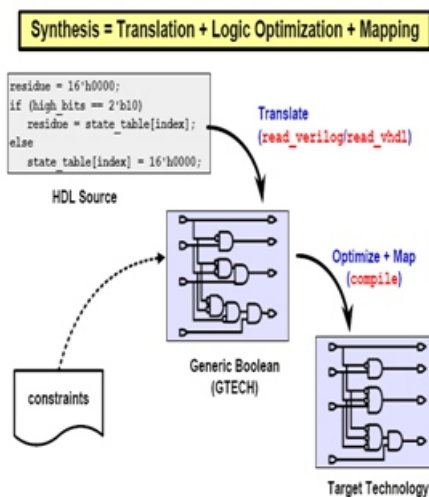 Synthesis = Translation + Logic Optimization + Mapping
residue = 16'h0000;
if (high_bits == 2'b10)
residue = state_table[index];
else
state_table[index] = 16'h0000;
HDL Source
Translate
(read_verilog/read_vhdl)
Optimize + Map
(compile)
Generic Boolean
(GTECH)
constraints
Target Technology